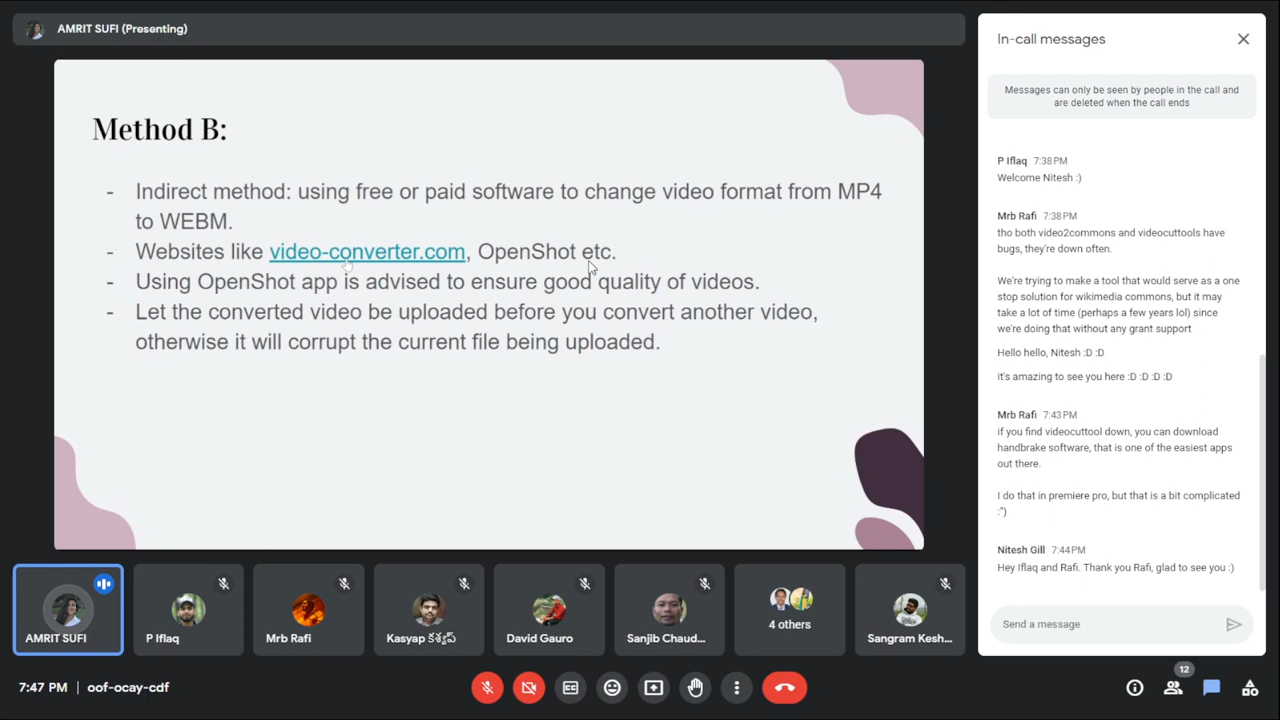 AMRIT SUFI (Presenting)
Method B:
- Indirect method: using free or paid software to change video format from MP4
to WEBM.
- Websites like video-converter.com, OpenShot etc.
- Using OpenShot app is advised to ensure good quality of videos.
- Let the converted video be uploaded before you convert another video,
otherwise it will corrupt the current file being uploaded.
In-call messages
Messages can only be seen by people in the call and
are deleted when the call ends
P Iflaq 7:38 PM
Welcome Nitesh :)
Mrb Rafi 7:38 PM
tho both video2commons and videocuttools have
bugs, they're down often.
We're trying to make a tool that would serve as a one
stop solution for wikimedia commons, but it may
take a lot of time (perhaps a few years lol) since
we're doing that without any grant support
Hello hello, Nitesh :D :D
it's amazing to see you here :D :D :D :D
Mrb Rafi 7:43 PM
if you find videocuttool down, you can download
handbrake software, that is one of the easiest apps
out there.
I do that in premiere pro, but that is a bit complicated
:")
Nitesh Gill 7:44 PM
Hey Iflaq and Rafi. Thank you Rafi, glad to see you :)
Send a message
AMRIT SUFI
P Iflaq
Mrb Rafi
Kasyap కశ్యప్
David Gauro
Sanjib Chaud...
4 others
Sangram Kesh...
7:47 PM | oof-ocay-cdf
12